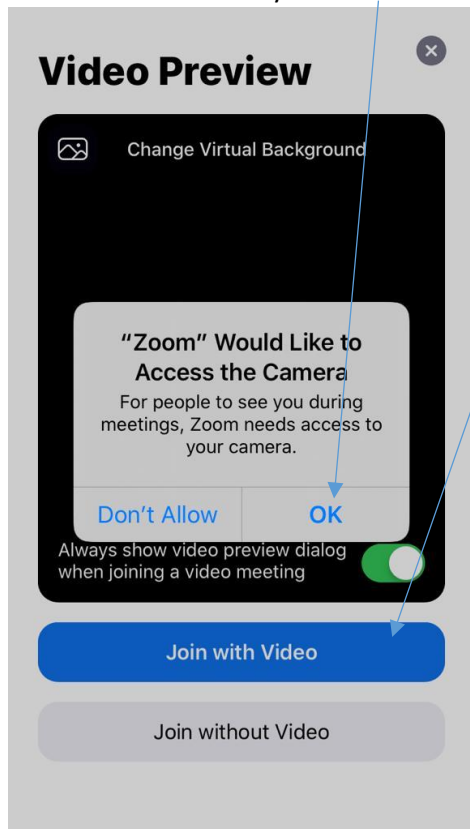 Video Preview
Change Virtual Background
“Zoom” Would Like to
Access the Camera
For people to see you during
meetings, Zoom needs access to
your camera.
Don’t Allow OK
Always show video preview dialog
when joining a video meeting
Join with Video
Join without Video